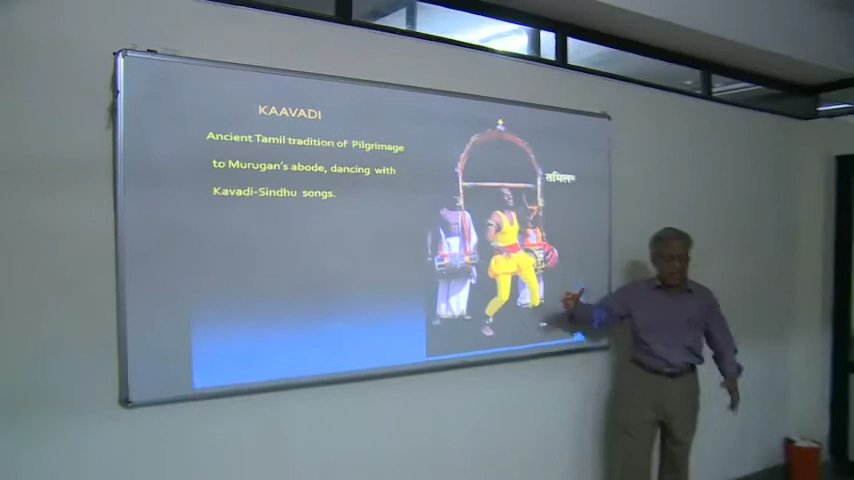 KAAVADI
Ancient Tamil tradition of Pilgrimage
to Murugan's abode, dancing with
Kavadi-Sindhu songs.